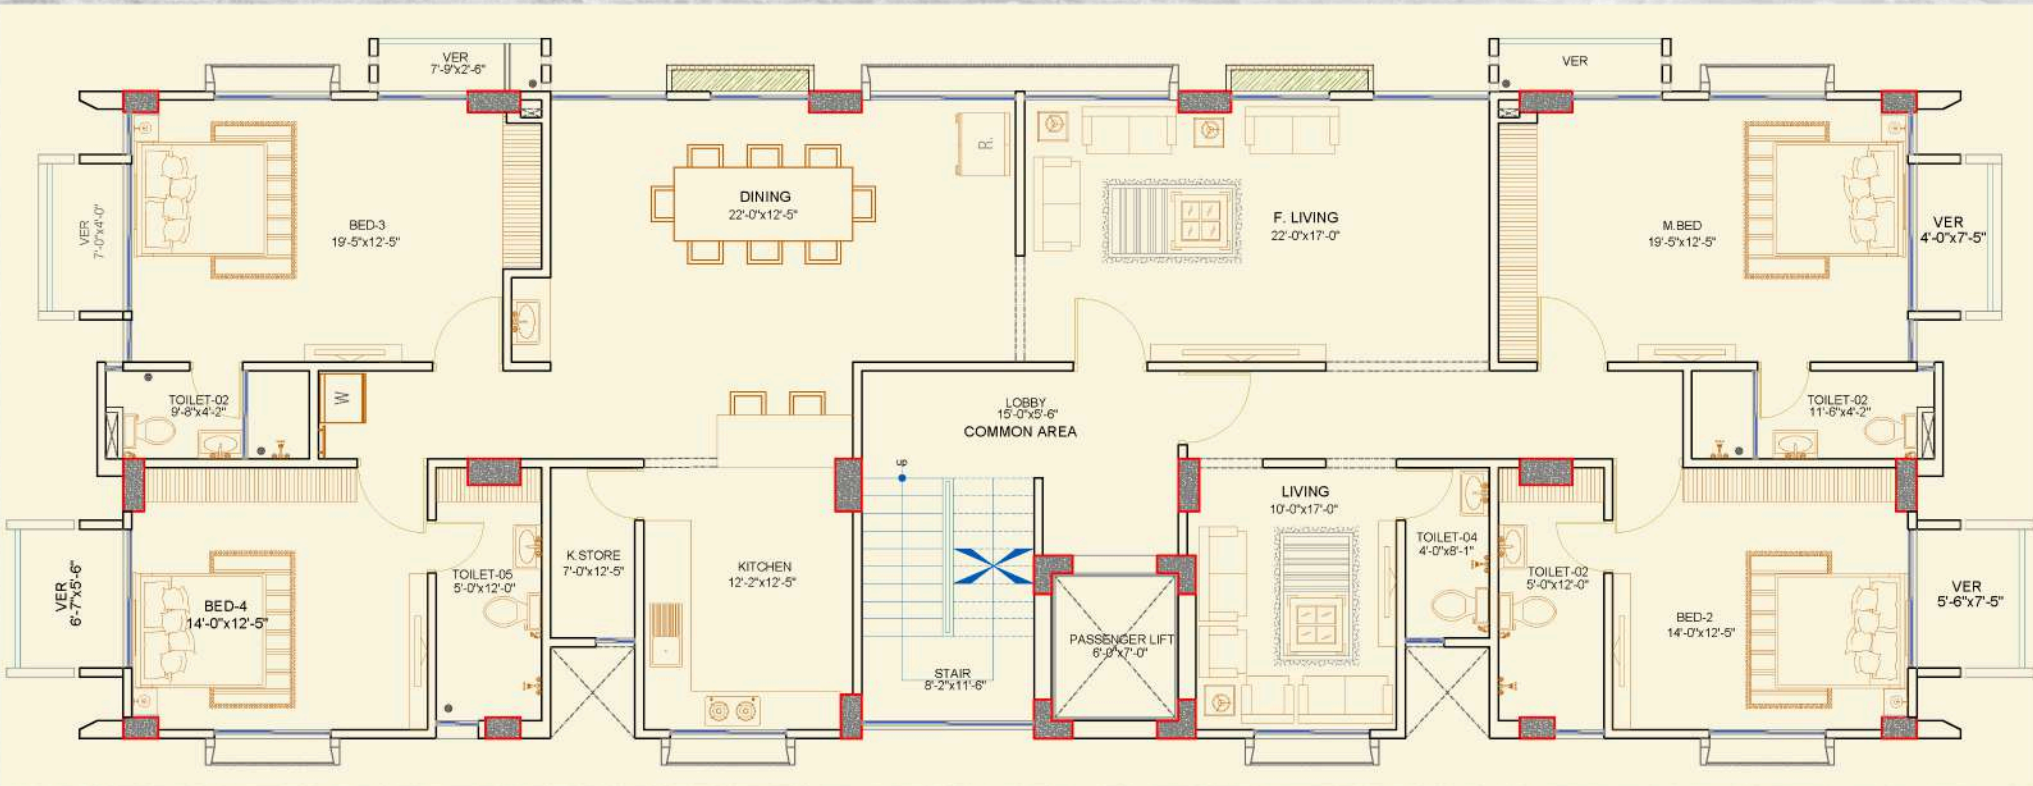 VER
7'-9"x2'-6"
VER
VER
7'-0"x4'-0"
BED-3
19'-5"x12'-5"
DINING
22'-0"x12'-5"
R.
F. LIVING
22'-0"x17'-0"
M.BED
19'-5"x12'-5"
VER
4'-0"x7'-5"
TOILET-02
9'-8"x4'-2"
W
LOBBY
15'-0"x5'-6"
COMMON AREA
TOILET-02
11'-6"x4'-2"
up
VER
6'-7"x5'-6"
BED-4
14'-0"x12'-5"
TOILET-05
5'-0"x12'-0"
K.STORE
7'-0"x12'-5"
KITCHEN
12'-2"x12'-5"
STAIR
8'-2"x11'-6"
PASSENGER LIFT
6'-0"x7'-0"
LIVING
10'-0"x17'-0"
TOILET-04
4'-0"x8'-1"
TOILET-02
5'-0"x12'-0"
BED-2
14'-0"x12'-5"
VER
5'-6"x7'-5"